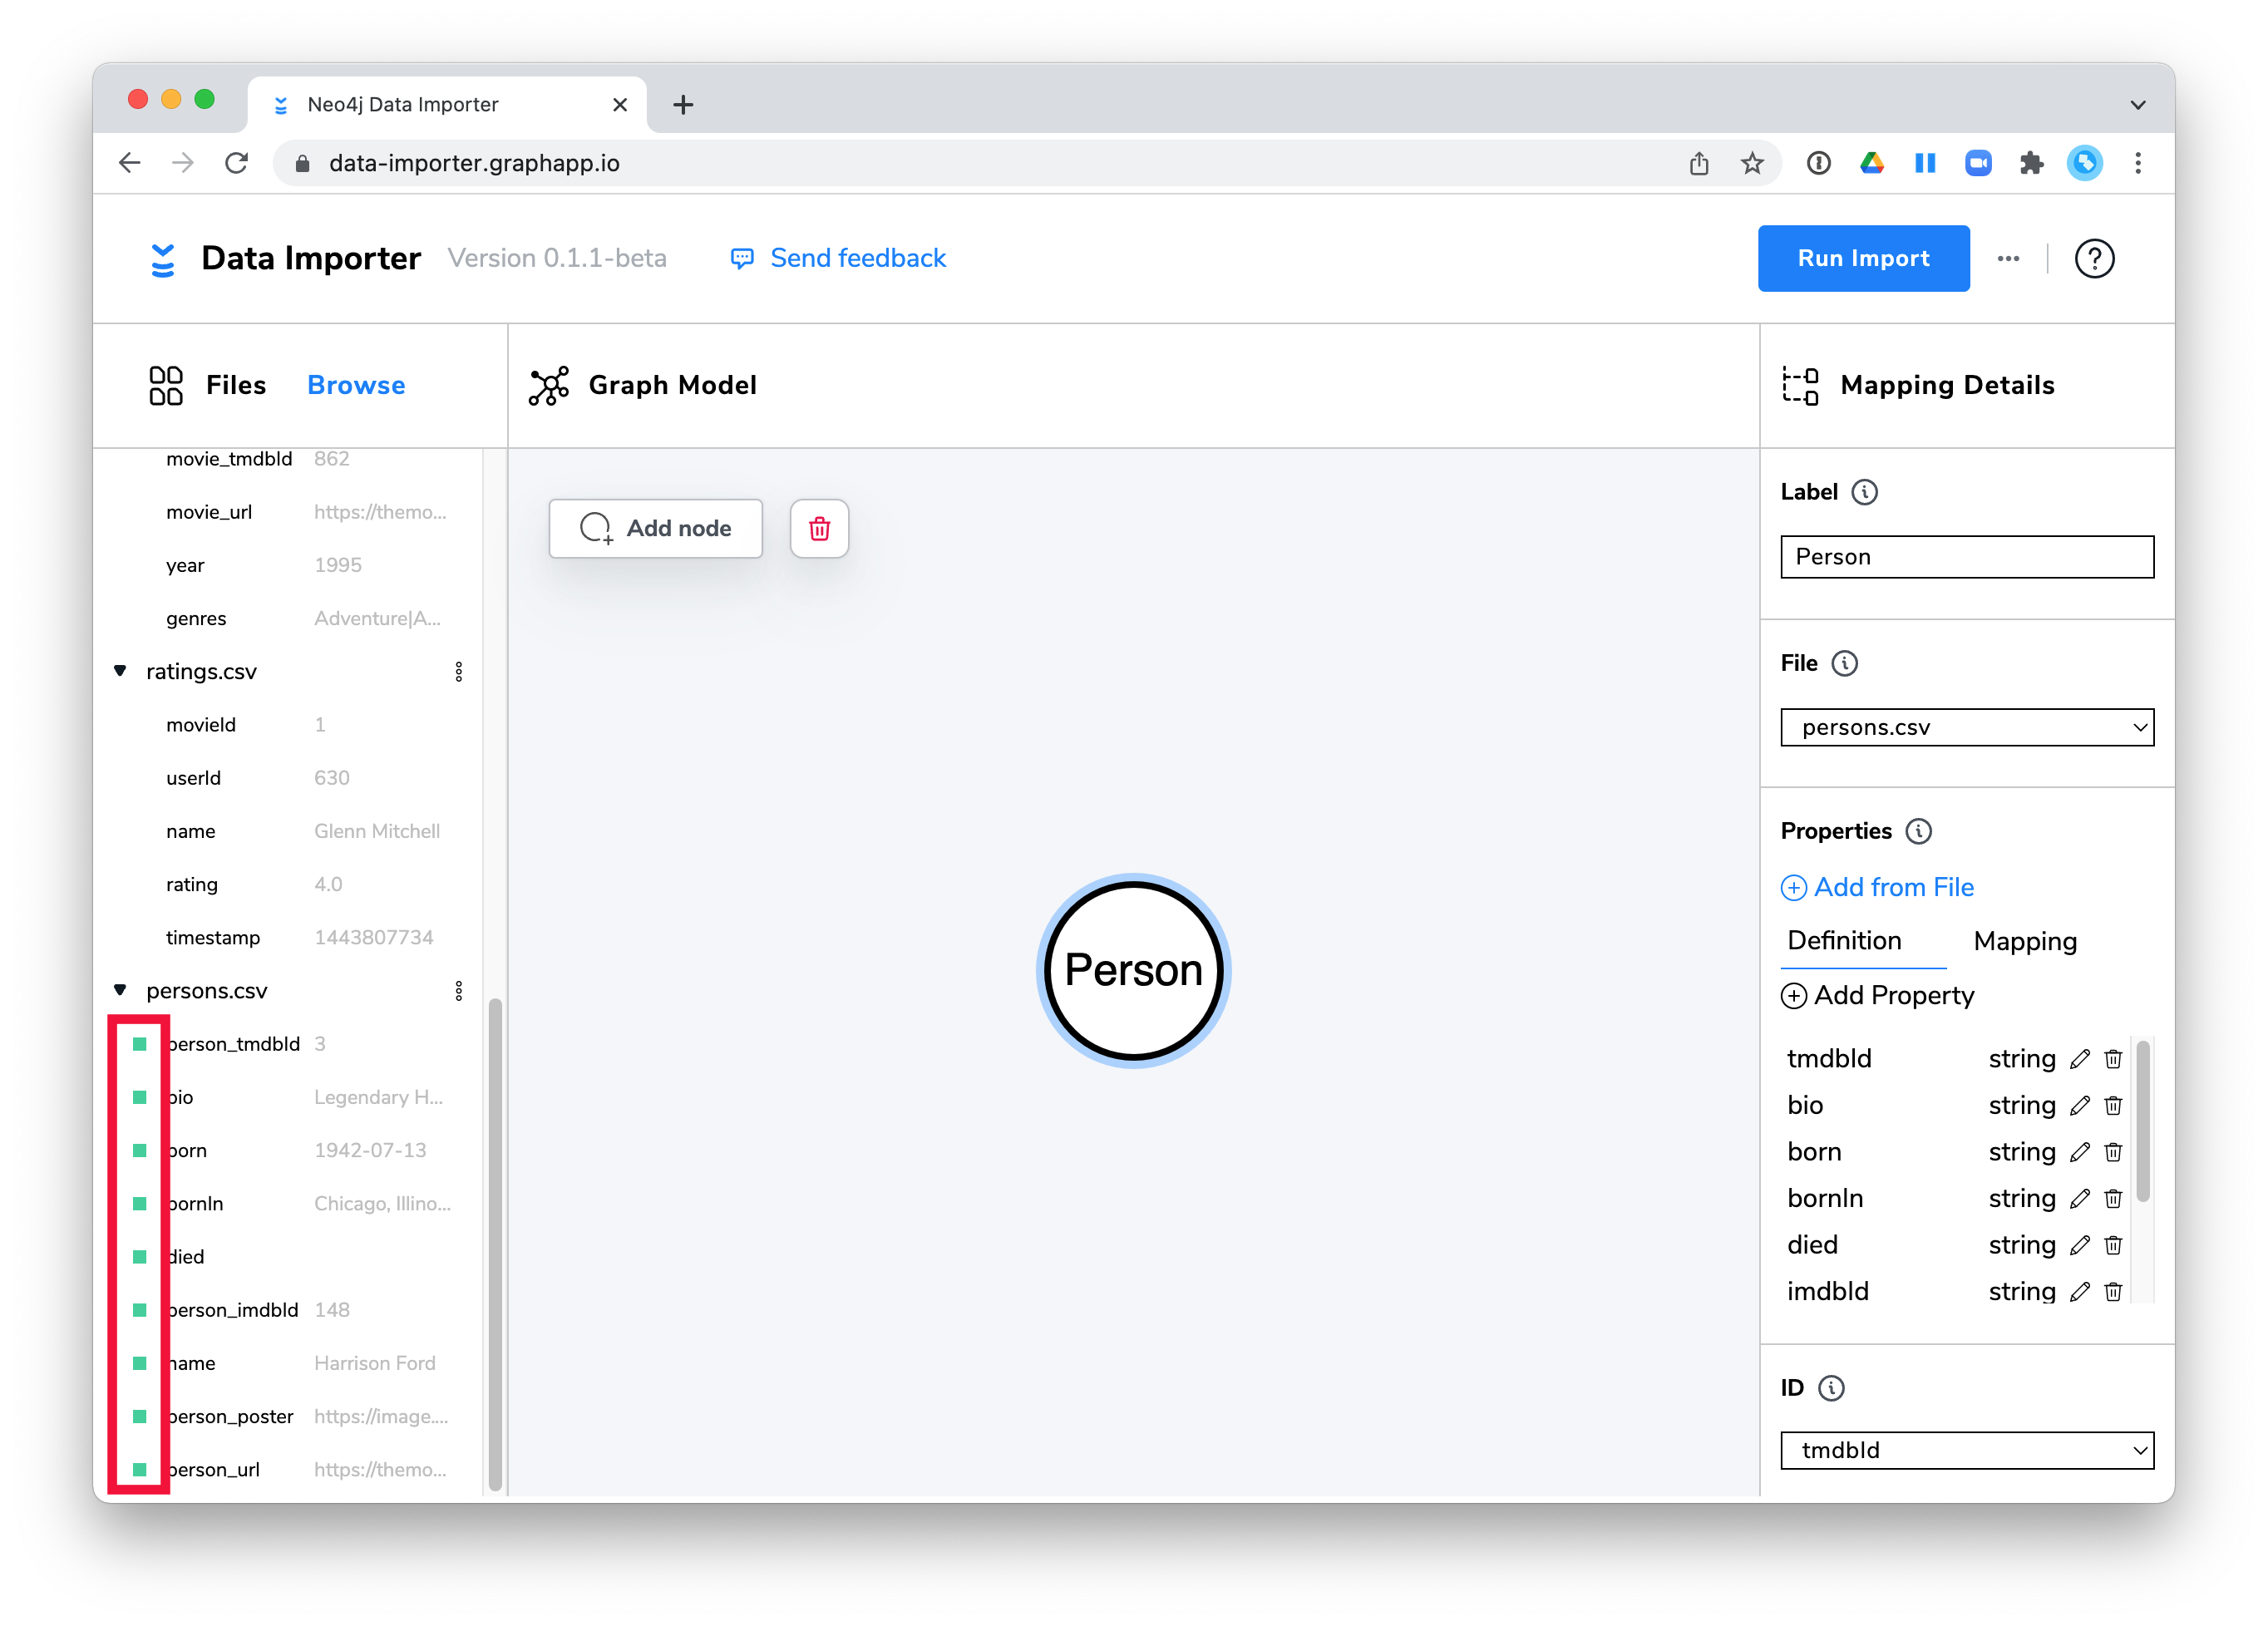 Neo4j Data Importer
data-importer.graphapp.io
Data Importer Version 0.1.1-beta Send feedback Run Import
Files Browse
Graph Model
Mapping Details
movie_tmdbId 862
movie_url https://themo...
year 1995
genres Adventure|A...
ratings.csv
movieId 1
userId 630
name Glenn Mitchell
rating 4.0
timestamp 1443807734
persons.csv
person_tmdbId 3
bio Legendary H...
born 1942-07-13
bornIn Chicago, Illino...
died
person_imdbId 148
name Harrison Ford
person_poster https://image....
person_url https://themo...
Add node
Person
Label
Person
File
persons.csv
Properties
Add from File
Definition Mapping
Add Property
tmdbId string
bio string
born string
bornIn string
died string
imdbId string
ID
tmdbId